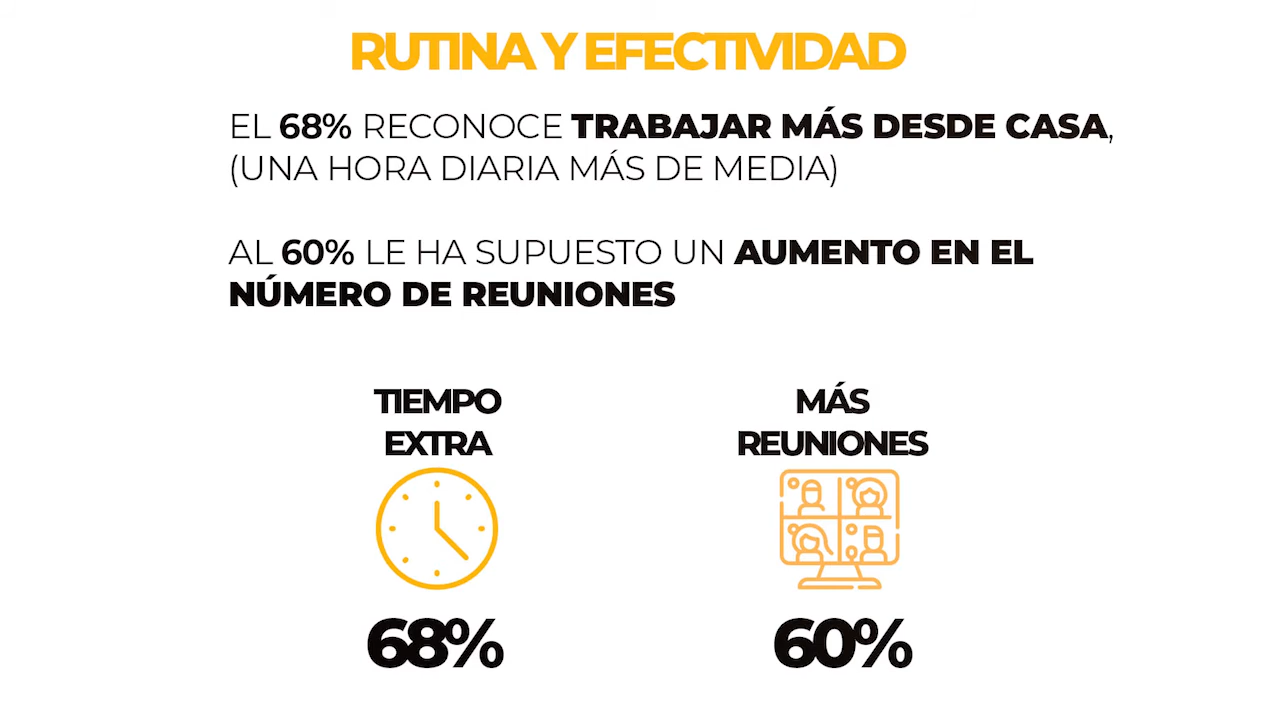 RUTINA Y EFECTIVIDAD
EL 68% RECONOCE TRABAJAR MÁS DESDE CASA,
(UNA HORA DIARIA MÁS DE MEDIA)
AL 60% LE HA SUPUESTO UN AUMENTO EN EL
NÚMERO DE REUNIONES
TIEMPO
EXTRA
68%
MÁS
REUNIONES
60%